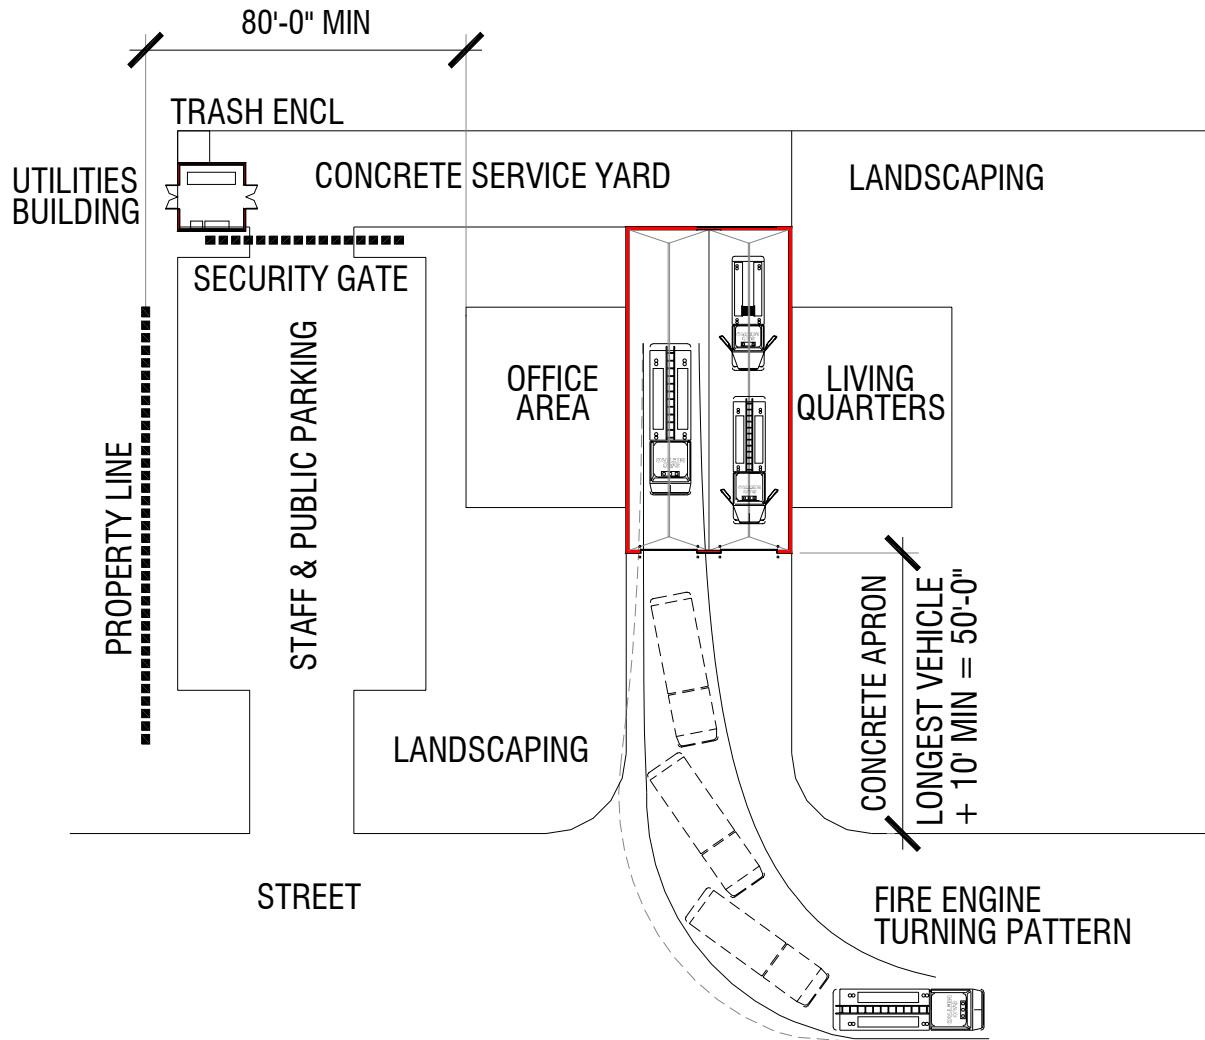 80'-0" MIN
TRASH ENCL
UTILITIES
BUILDING
CONCRETE SERVICE YARD
LANDSCAPING
SECURITY GATE
PROPERTY LINE
STAFF & PUBLIC PARKING
OFFICE
AREA
LIVING
QUARTERS
CONCRETE APRON
LONGEST VEHICLE
+ 10' MIN = 50'-0"
LANDSCAPING
STREET
FIRE ENGINE
TURNING PATTERN